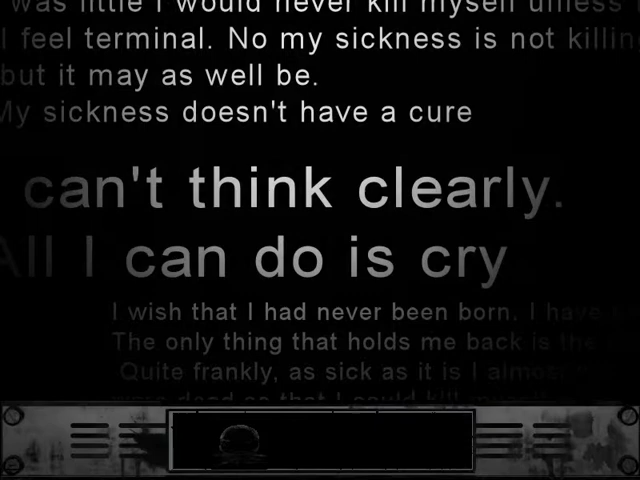 was little I would never kill myself unless
I feel terminal. No my sickness is not
but it may as well be.
My sickness doesn't have a cure
can't think clearly.
All I can do is cry
I wish that I had never been born. I have
The only thing that holds me back is the
Quite frankly, as sick as it is I almost